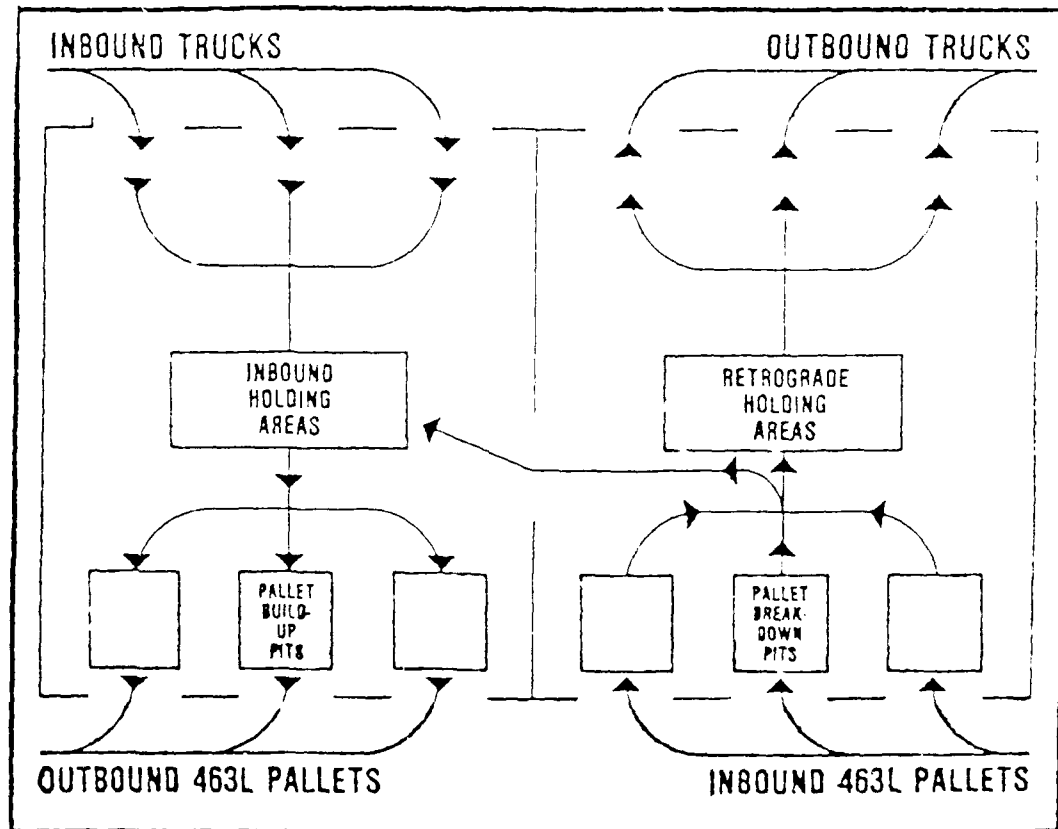 INBOUND TRUCKS
OUTBOUND TRUCKS
INBOUND
HOLDING
AREAS
RETROGRADE
HOLDING
AREAS
PALLET
BUILD-
UP
PITS
PALLET
BREAK-
DOWN
PITS
OUTBOUND 463L PALLETS
INBOUND 463L PALLETS